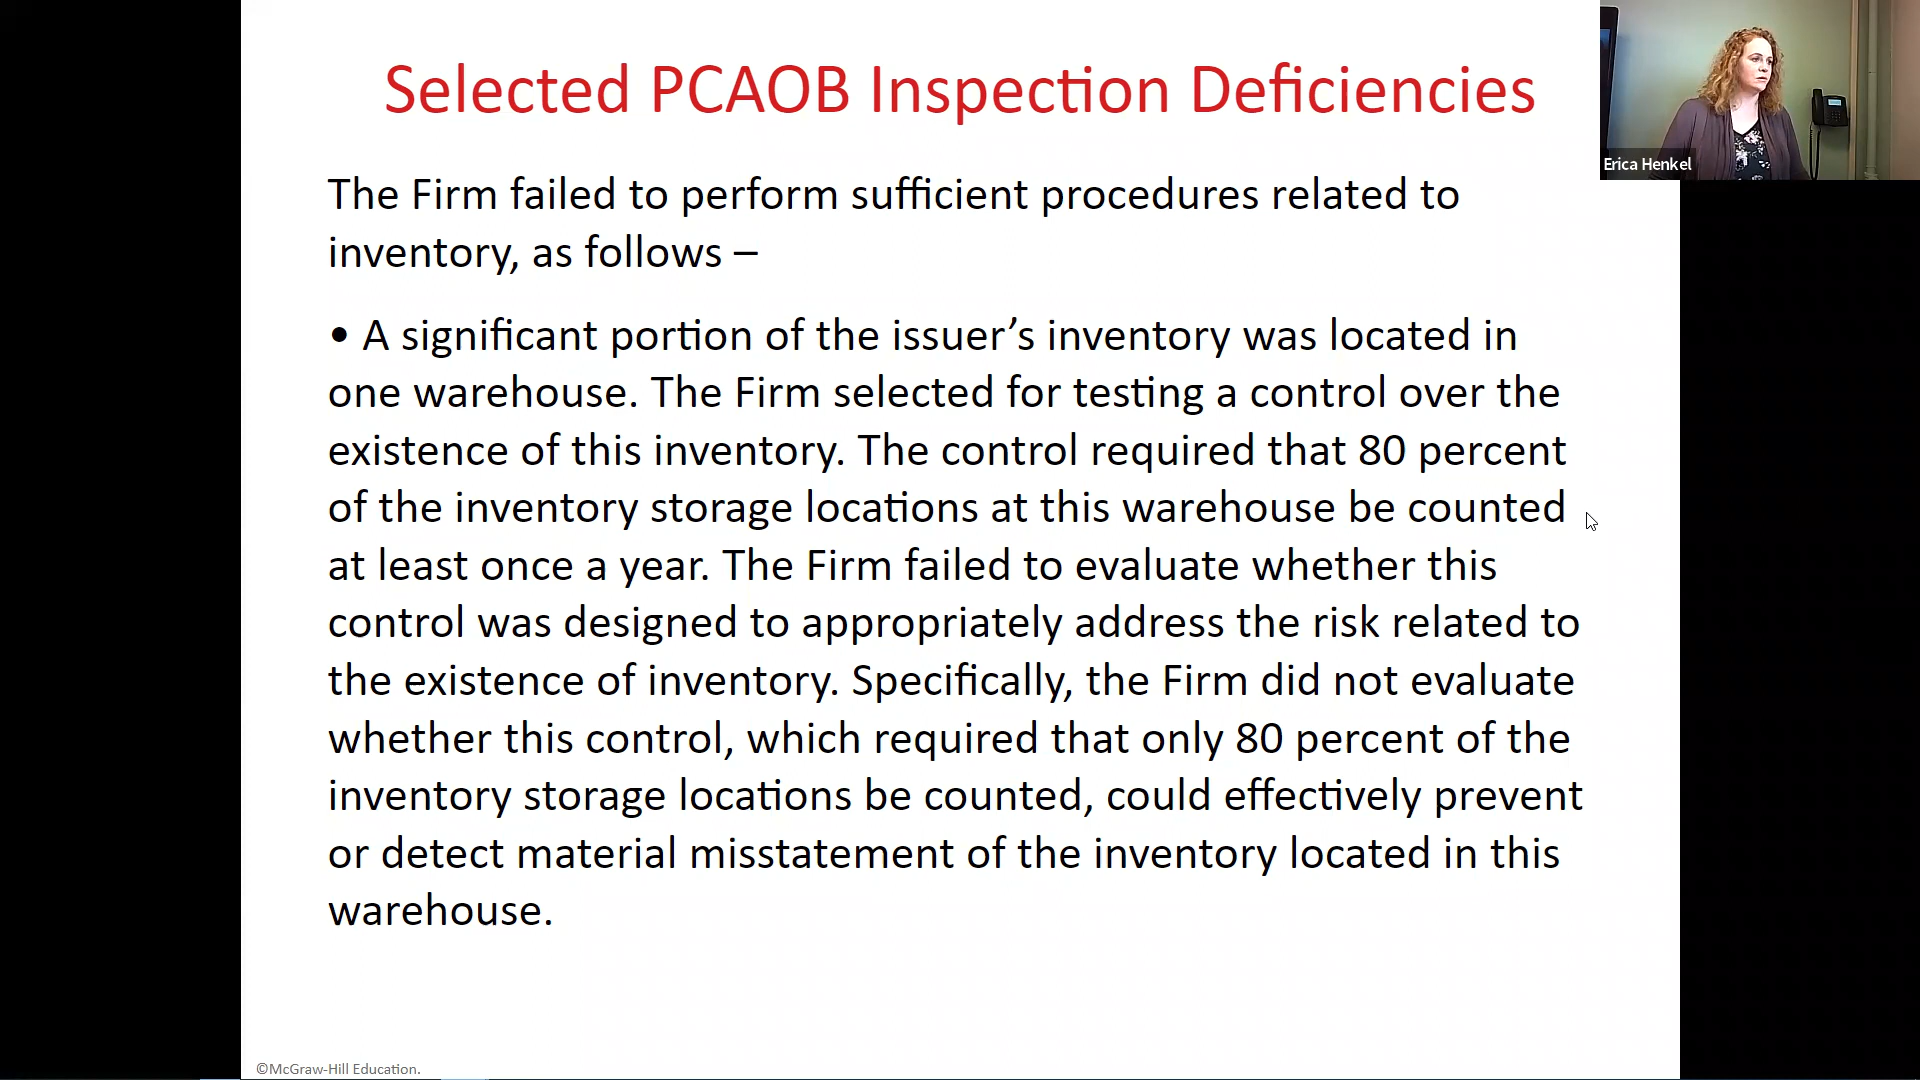 Selected PCAOB Inspection Deficiencies
Erica Henkel
The Firm failed to perform sufficient procedures related to
inventory, as follows –
• A significant portion of the issuer’s inventory was located in
one warehouse. The Firm selected for testing a control over the
existence of this inventory. The control required that 80 percent
of the inventory storage locations at this warehouse be counted
at least once a year. The Firm failed to evaluate whether this
control was designed to appropriately address the risk related to
the existence of inventory. Specifically, the Firm did not evaluate
whether this control, which required that only 80 percent of the
inventory storage locations be counted, could effectively prevent
or detect material misstatement of the inventory located in this
warehouse.
©McGraw-Hill Education.